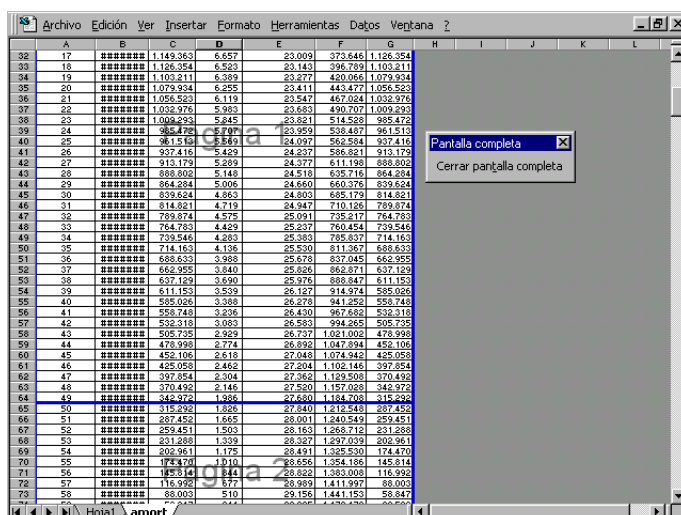 Archivo Edición Ver Insertar Formato Herramientas Datos Ventana ?
A B C D E F G H I J K L
32 17 ####### 1.149.363 6.657 23.009 373.646 1.126.354
33 18 ####### 1.126.354 6.523 23.143 396.789 1.103.211
34 19 ####### 1.103.211 6.389 23.277 420.066 1.079.934
35 20 ####### 1.079.934 6.255 23.411 443.477 1.056.523
36 21 ####### 1.056.523 6.119 23.547 467.024 1.032.976
37 22 ####### 1.032.976 5.983 23.683 490.707 1.009.293
38 23 ####### 1.009.293 5.845 23.821 514.528 985.472
39 24 ####### 985.472 5.707 23.959 538.487 961.513
Página 1
40 25 ####### 961.513 5.569 24.097 562.584 937.416
41 26 ####### 937.416 5.429 24.237 586.821 913.179
42 27 ####### 913.179 5.289 24.377 611.198 888.802
43 28 ####### 888.802 5.148 24.518 635.716 864.284
44 29 ####### 864.284 5.006 24.660 660.376 839.624
45 30 ####### 839.624 4.863 24.803 685.179 814.821
46 31 ####### 814.821 4.719 24.947 710.126 789.874
47 32 ####### 789.874 4.575 25.091 735.217 764.783
48 33 ####### 764.783 4.429 25.237 760.454 739.546
49 34 ####### 739.546 4.283 25.383 785.837 714.163
50 35 ####### 714.163 4.136 25.530 811.367 688.633
51 36 ####### 688.633 3.988 25.678 837.045 662.955
52 37 ####### 662.955 3.840 25.826 862.871 637.129
53 38 ####### 637.129 3.690 25.976 888.847 611.153
54 39 ####### 611.153 3.539 26.127 914.974 585.026
55 40 ####### 585.026 3.388 26.278 941.252 558.748
56 41 ####### 558.748 3.236 26.430 967.682 532.318
57 42 ####### 532.318 3.083 26.583 994.265 505.735
58 43 ####### 505.735 2.929 26.737 1.021.002 478.998
59 44 ####### 478.998 2.774 26.892 1.047.894 452.106
60 45 ####### 452.106 2.618 27.048 1.074.942 425.058
61 46 ####### 425.058 2.462 27.204 1.102.146 397.854
62 47 ####### 397.854 2.304 27.362 1.129.508 370.492
63 48 ####### 370.492 2.146 27.520 1.157.028 342.972
64 49 ####### 342.972 1.986 27.680 1.184.708 315.292
65 50 ####### 315.292 1.826 27.840 1.212.548 287.452
66 51 ####### 287.452 1.665 28.001 1.240.549 259.451
67 52 ####### 259.451 1.503 28.163 1.268.712 231.288
68 53 ####### 231.288 1.339 28.327 1.297.039 202.961
69 54 ####### 202.961 1.175 28.491 1.325.530 174.470
70 55 ####### 174.470 1.010 28.656 1.354.186 145.814
Página 2
71 56 ####### 145.814 844 28.822 1.383.008 116.992
72 57 ####### 116.992 677 28.989 1.411.997 88.003
73 58 ####### 88.003 510 29.156 1.441.153 58.847
Pantalla completa
Cerrar pantalla completa
Hoja1 amort